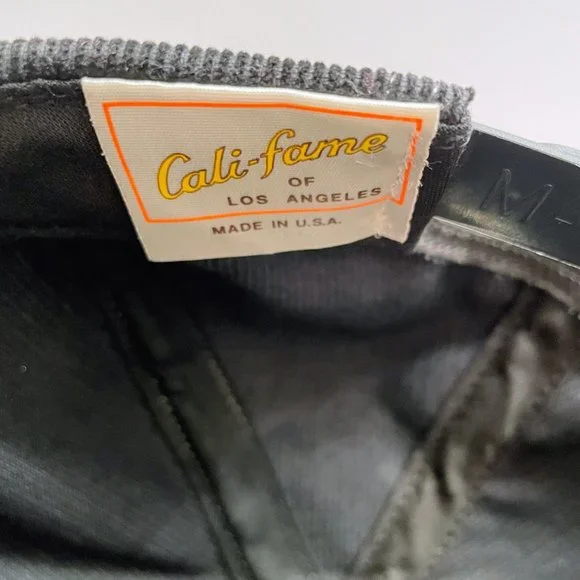 Cali-fame
OF
LOS ANGELES
MADE IN U.S.A.
M-